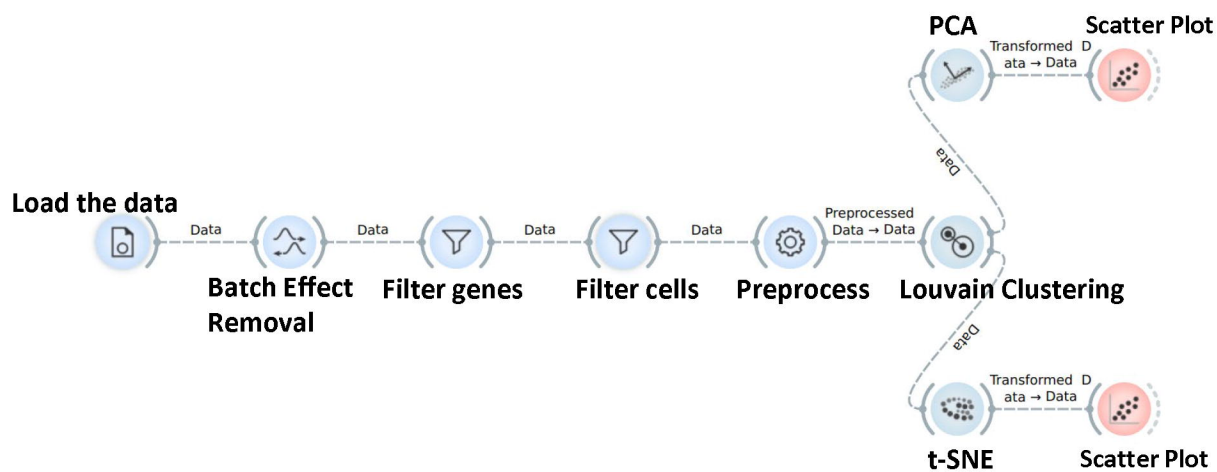 PCA
Scatter Plot
Transformed D
ata → Data
Data
Load the data
Data
Data
Data
Data
Preprocessed
Data → Data
Batch Effect
Removal
Filter genes
Filter cells
Preprocess
Louvain Clustering
Data
Transformed D
ata → Data
t-SNE
Scatter Plot